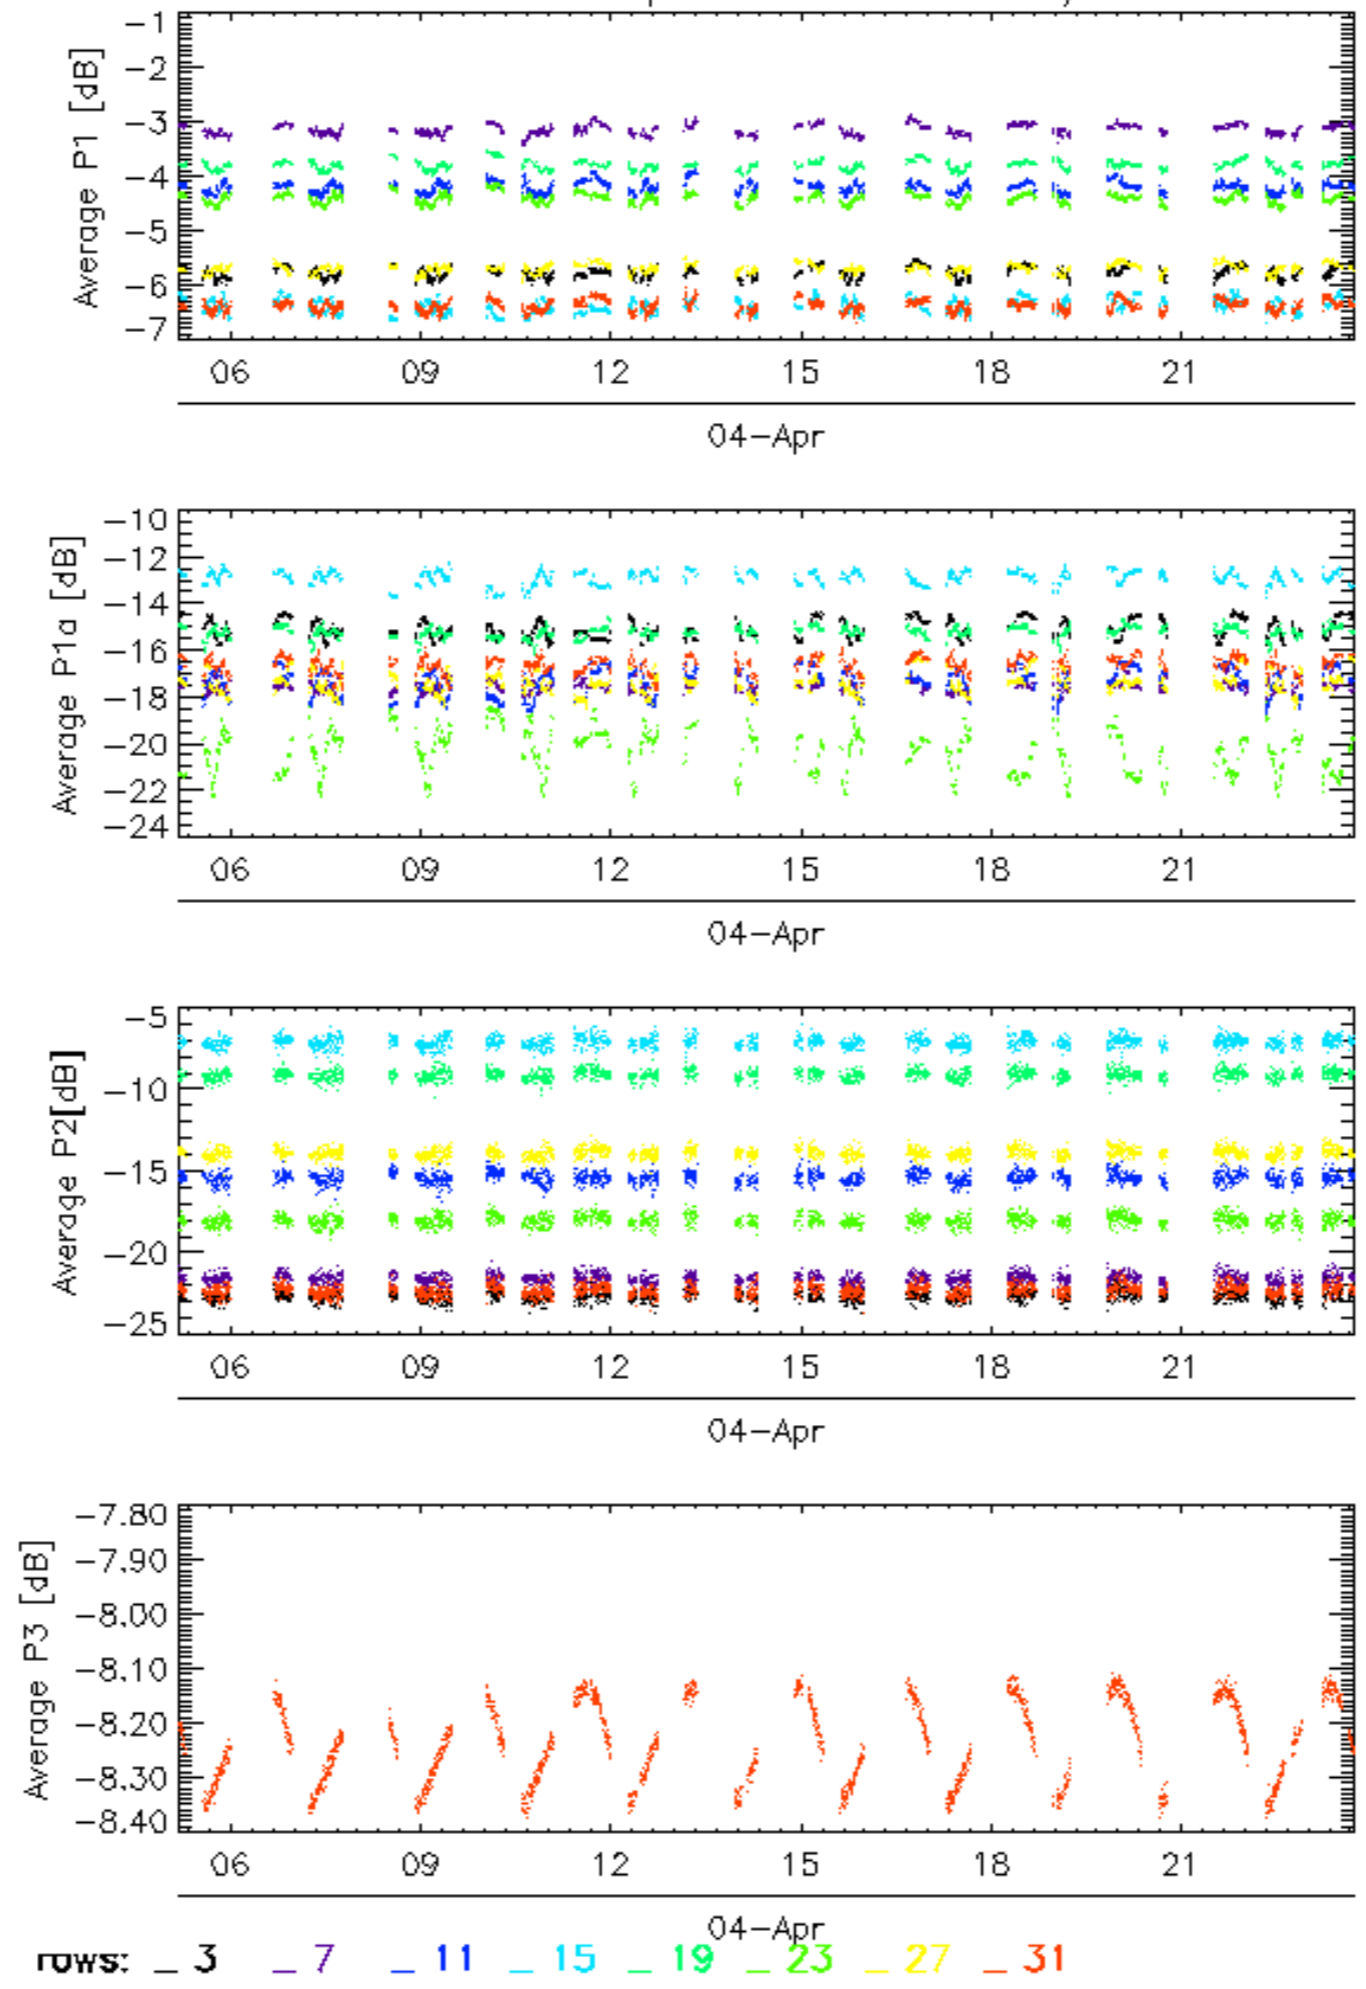 Average P1 [dB]
-1
-2
-3
-4
-5
-6
-7
06 09 12 15 18 21
04-Apr
Average P1a [dB]
-10
-12
-14
-16
-18
-20
-22
-24
06 09 12 15 18 21
04-Apr
Average P2[dB]
-5
-10
-15
-20
-25
06 09 12 15 18 21
04-Apr
Average P3 [dB]
-7.80
-7.90
-8.00
-8.10
-8.20
-8.30
-8.40
06 09 12 15 18 21
04-Apr
rows: _ 3 _ 7 _ 11 _ 15 _ 19 _ 23 _ 27 _ 31